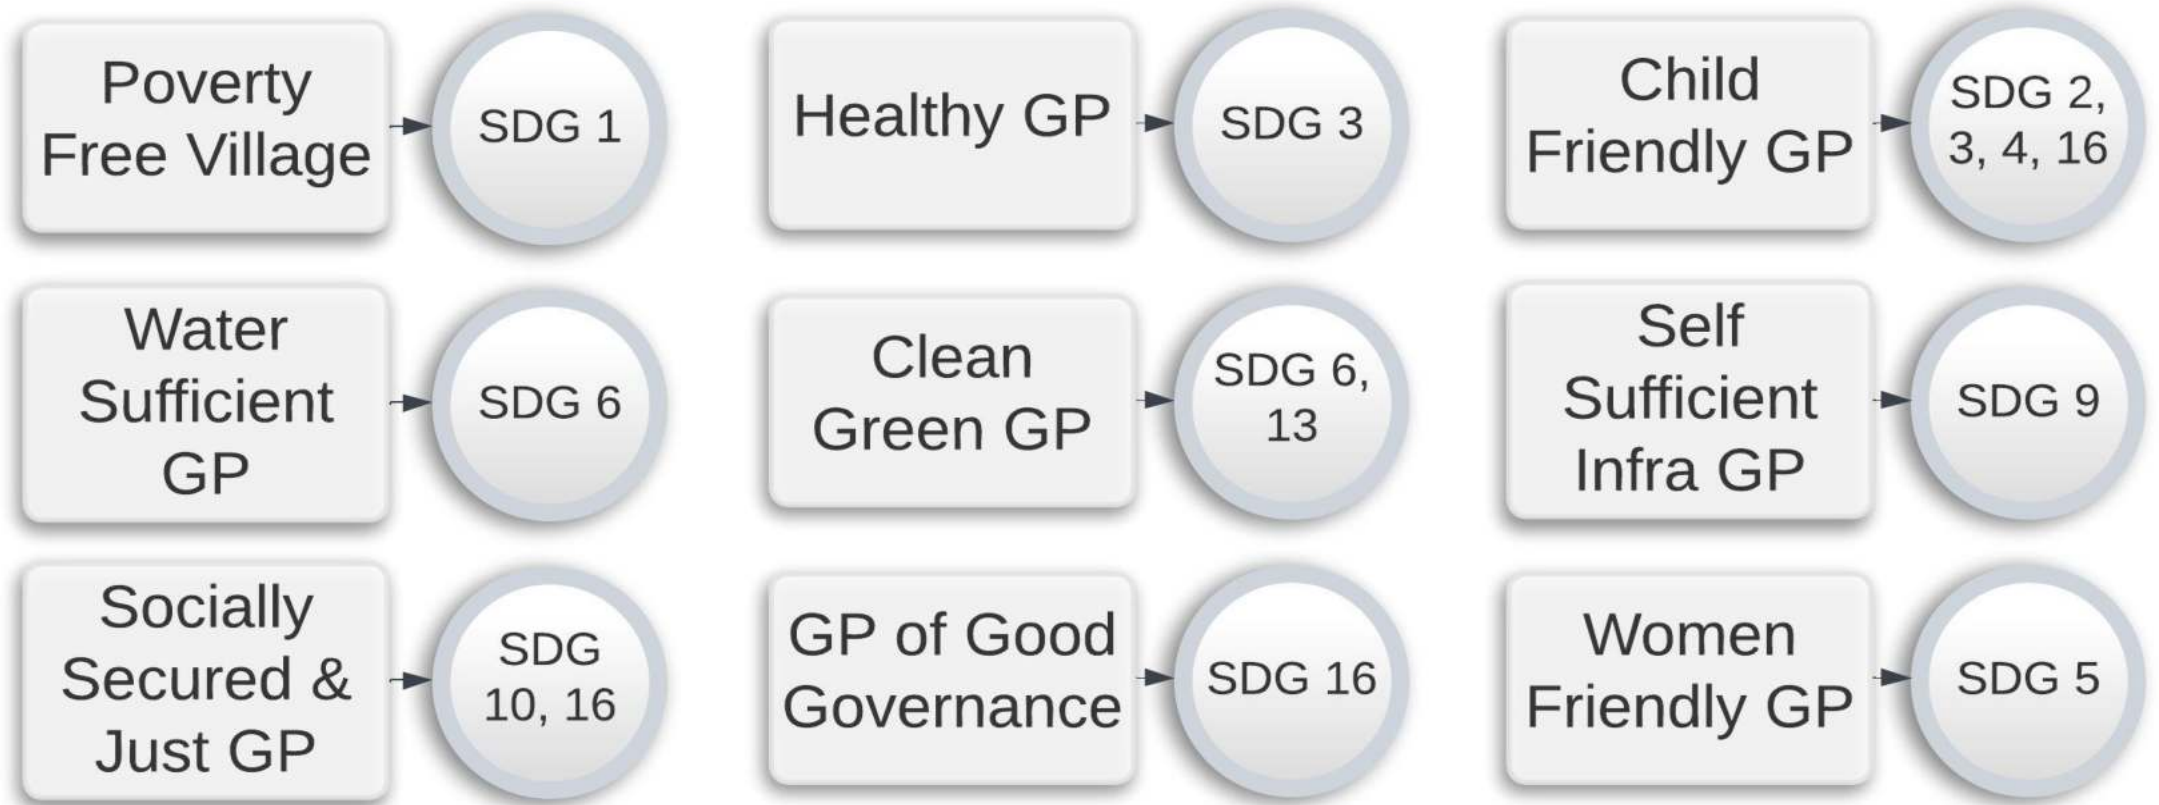 Poverty
Free Village
SDG 1
Healthy GP
SDG 3
Child
Friendly GP
SDG 2,
3, 4, 16
Water
Sufficient
GP
SDG 6
Clean
Green GP
SDG 6,
13
Self
Sufficient
Infra GP
SDG 9
Socially
Secured &
Just GP
SDG
10, 16
GP of Good
Governance
SDG 16
Women
Friendly GP
SDG 5